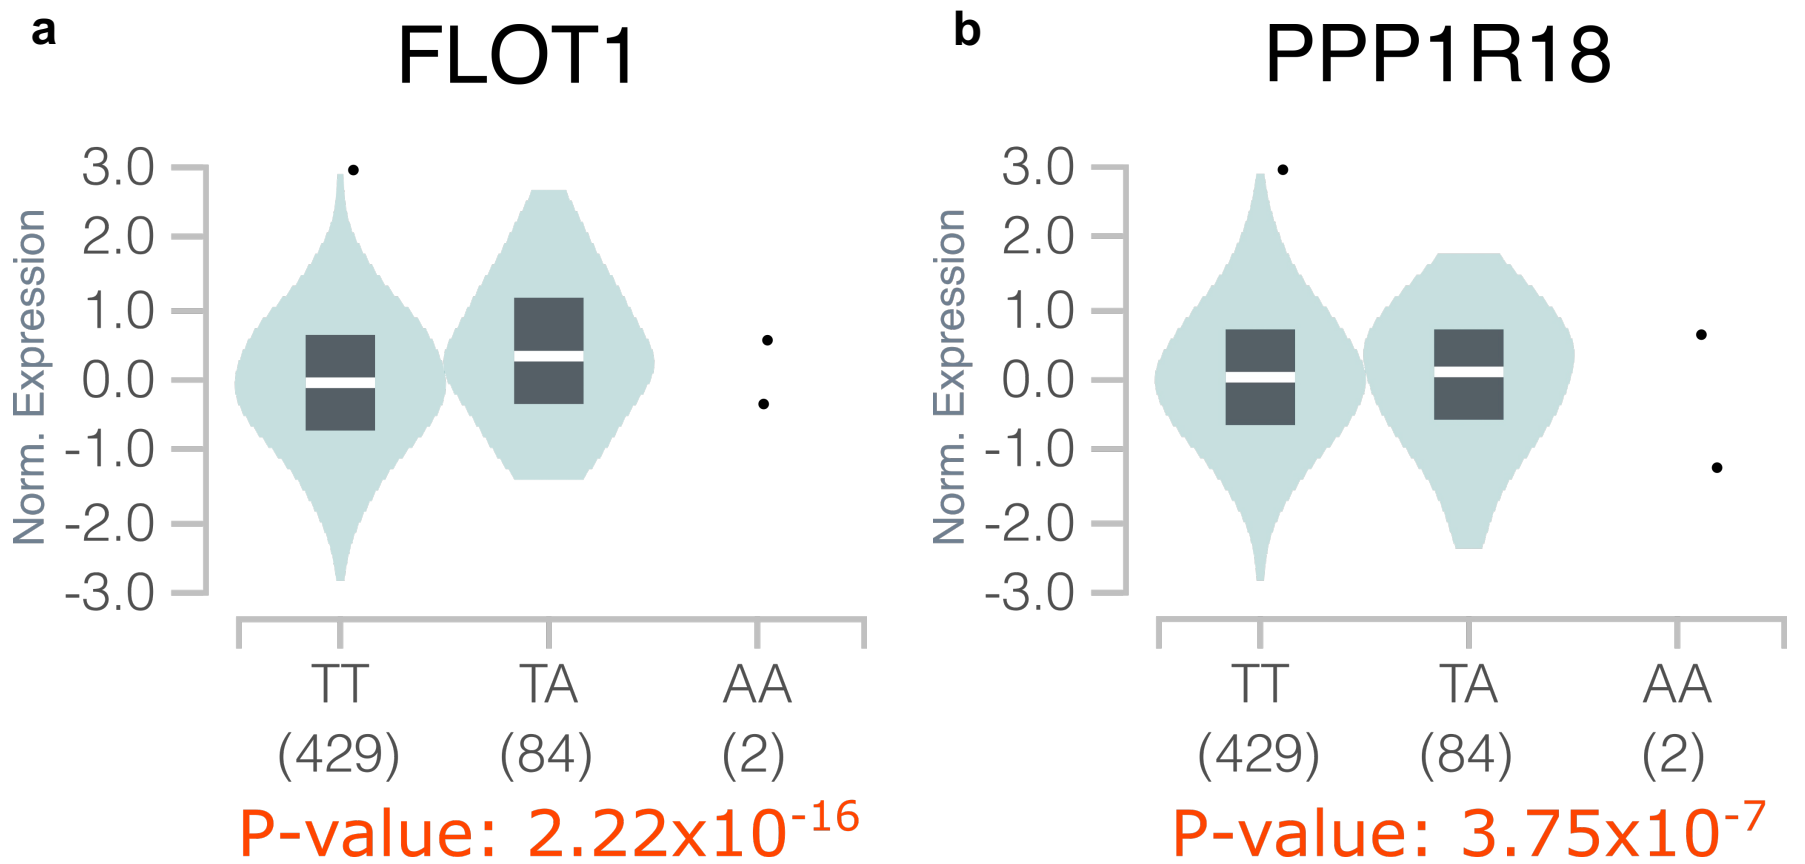 a
FLOT1
Norm. Expression
3.0
2.0
1.0
0.0
-1.0
-2.0
-3.0
TT
TA
AA
(429)
(84)
(2)
P-value: 2.22x10-16
b
PPP1R18
Norm. Expression
3.0
2.0
1.0
0.0
-1.0
-2.0
-3.0
TT
TA
AA
(429)
(84)
(2)
P-value: 3.75x10-7